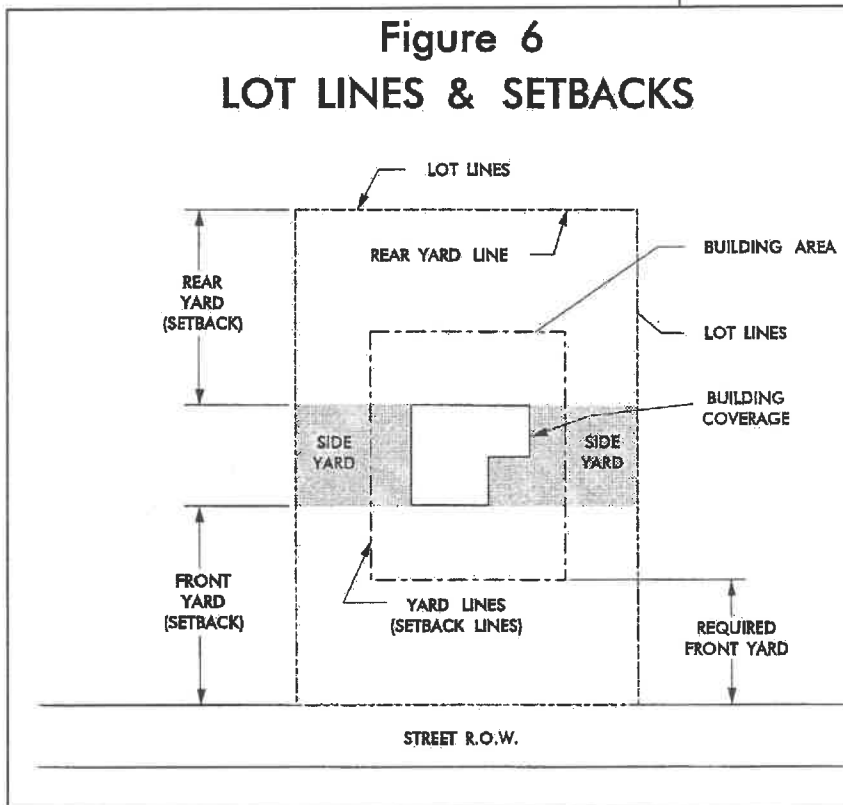 Figure 6
LOT LINES & SETBACKS
LOT LINES
REAR YARD LINE
BUILDING AREA
REAR
YARD
(SETBACK)
LOT LINES
BUILDING
COVERAGE
SIDE
YARD
SIDE
YARD
FRONT
YARD
(SETBACK)
YARD LINES
(SETBACK LINES)
REQUIRED
FRONT YARD
STREET R.O.W.